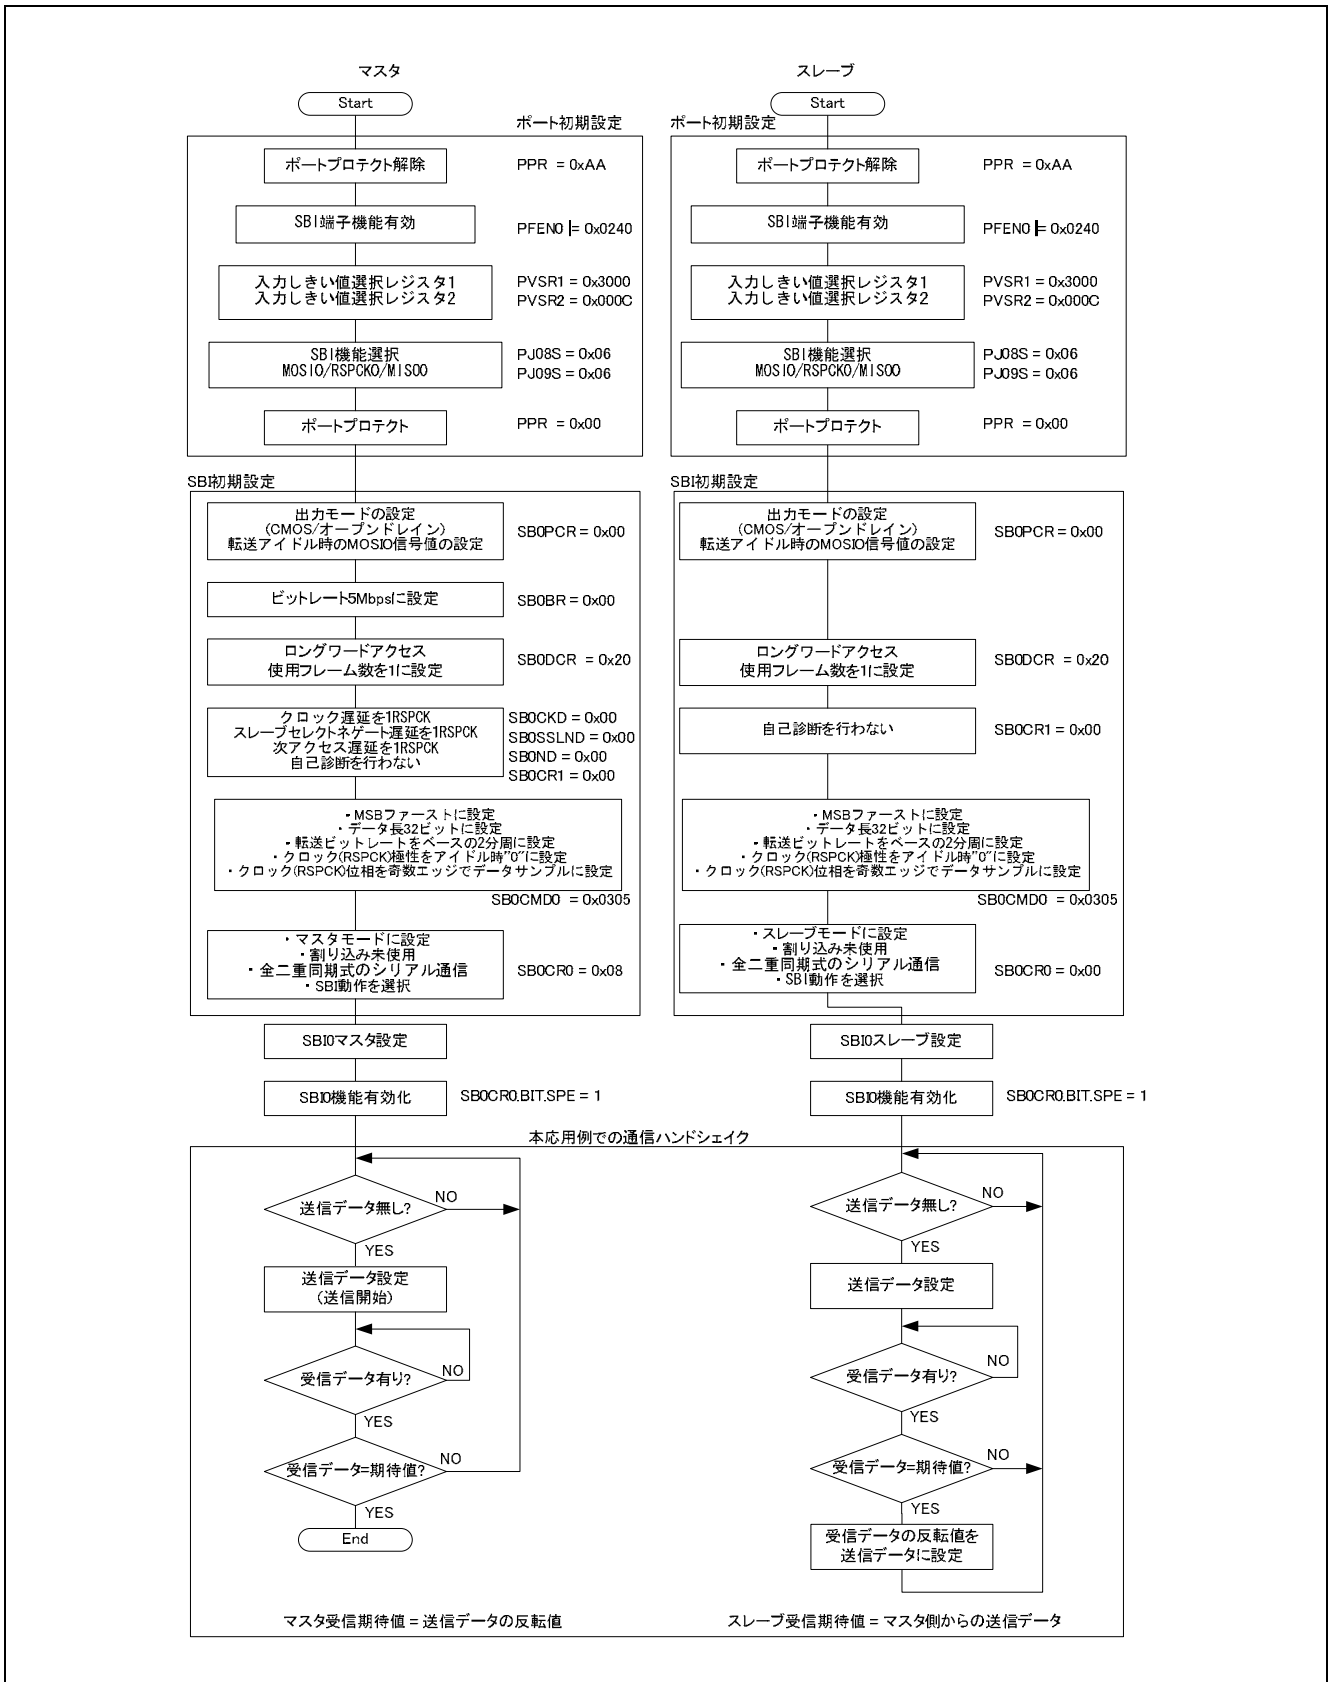 マスタ
Start
ポート初期設定
ポートプロテクト解除
PPR = 0xAA
SBI端子機能有効
PFEN0 |= 0x0240
入力しきい値選択レジスタ1
入力しきい値選択レジスタ2
PVSR1 = 0x3000
PVSR2 = 0x000C
SBI機能選択
MOSI0/RSPCK0/MISO0
PJ08S = 0x06
PJ09S = 0x06
ポートプロテクト
PPR = 0x00
SBI初期設定
出力モードの設定
(CMOS/オープンドレイン)
転送アイドル時のMOSI0信号値の設定
SB0PCR = 0x00
ビットレート5Mbpsに設定
SB0BR = 0x00
ロングワードアクセス
使用フレーム数を1に設定
SB0DCR = 0x20
クロック遅延を1RSPCK
スレーブセレクトネゲート遅延を1RSPCK
次アクセス遅延を1RSPCK
自己診断を行わない
SB0CKD = 0x00
SB0SSLND = 0x00
SB0ND = 0x00
SB0CR1 = 0x00
・MSBファーストに設定
・データ長32ビットに設定
・転送ビットレートをベースの2分周に設定
・クロック(RSPCK)極性をアイドル時"0"に設定
・クロック(RSPCK)位相を奇数エッジでデータサンプルに設定
SB0CMD0 = 0x0305
・マスタモードに設定
・割り込み未使用
・全二重同期式のシリアル通信
・SBI動作を選択
SB0CR0 = 0x08
SBI0マスタ設定
SBI0機能有効化
SB0CR0.BIT.SPE = 1
スレーブ
Start
ポート初期設定
ポートプロテクト解除
PPR = 0xAA
SBI端子機能有効
PFEN0 |= 0x0240
入力しきい値選択レジスタ1
入力しきい値選択レジスタ2
PVSR1 = 0x3000
PVSR2 = 0x000C
SBI機能選択
MOSI0/RSPCK0/MISO0
PJ08S = 0x06
PJ09S = 0x06
ポートプロテクト
PPR = 0x00
SBI初期設定
出力モードの設定
(CMOS/オープンドレイン)
転送アイドル時のMOSI0信号値の設定
SB0PCR = 0x00
ロングワードアクセス
使用フレーム数を1に設定
SB0DCR = 0x20
自己診断を行わない
SB0CR1 = 0x00
・MSBファーストに設定
・データ長32ビットに設定
・転送ビットレートをベースの2分周に設定
・クロック(RSPCK)極性をアイドル時"0"に設定
・クロック(RSPCK)位相を奇数エッジでデータサンプルに設定
SB0CMD0 = 0x0305
・スレーブモードに設定
・割り込み未使用
・全二重同期式のシリアル通信
・SBI動作を選択
SB0CR0 = 0x00
SBI0スレーブ設定
SBI0機能有効化
SB0CR0.BIT.SPE = 1
本応用例での通信ハンドシェイク
送信データ無し?
NO
YES
送信データ設定
(送信開始)
受信データ有り?
NO
YES
受信データ=期待値?
NO
YES
End
マスタ受信期待値 = 送信データの反転値
送信データ無し?
NO
YES
送信データ設定
受信データ有り?
NO
YES
受信データ=期待値?
NO
YES
受信データの反転値を
送信データに設定
スレーブ受信期待値 = マスタ側からの送信データ